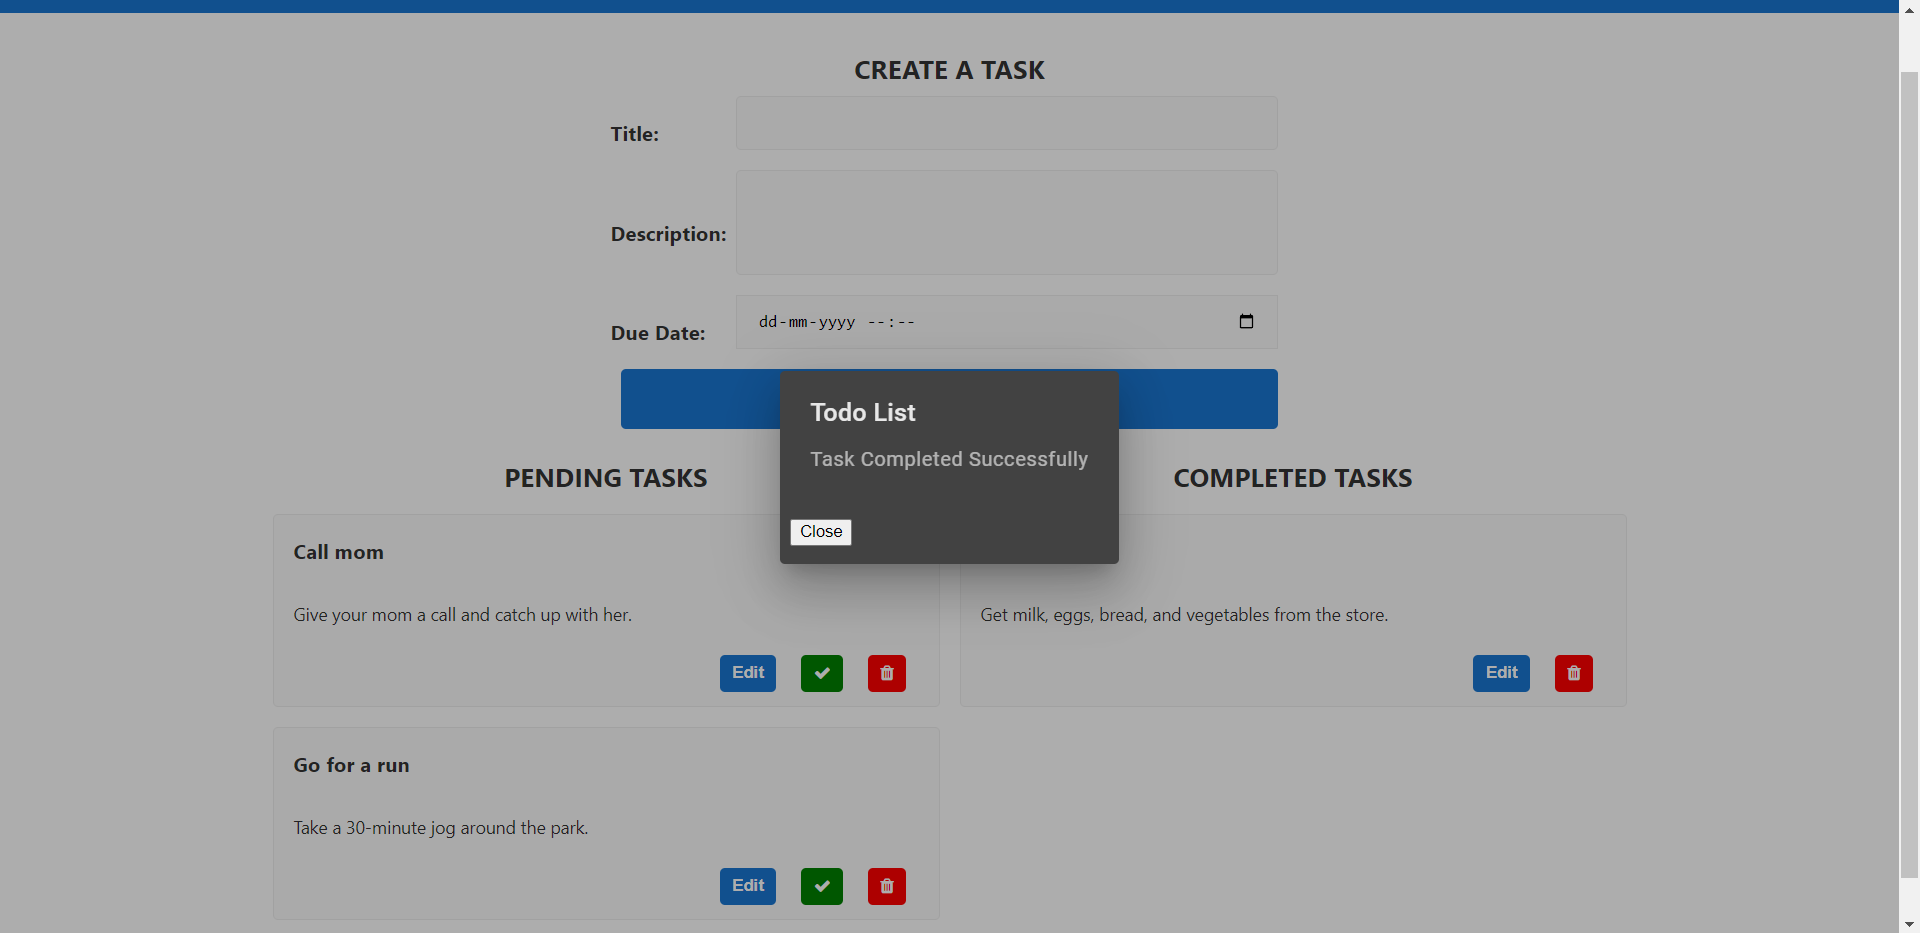 CREATE A TASK
Title:
Description:
Due Date:
dd-mm-yyyy --:--
Todo List
Task Completed Successfully
Close
PENDING TASKS
Call mom
Give your mom a call and catch up with her.
Edit
Go for a run
Take a 30-minute jog around the park.
Edit
COMPLETED TASKS
Get milk, eggs, bread, and vegetables from the store.
Edit